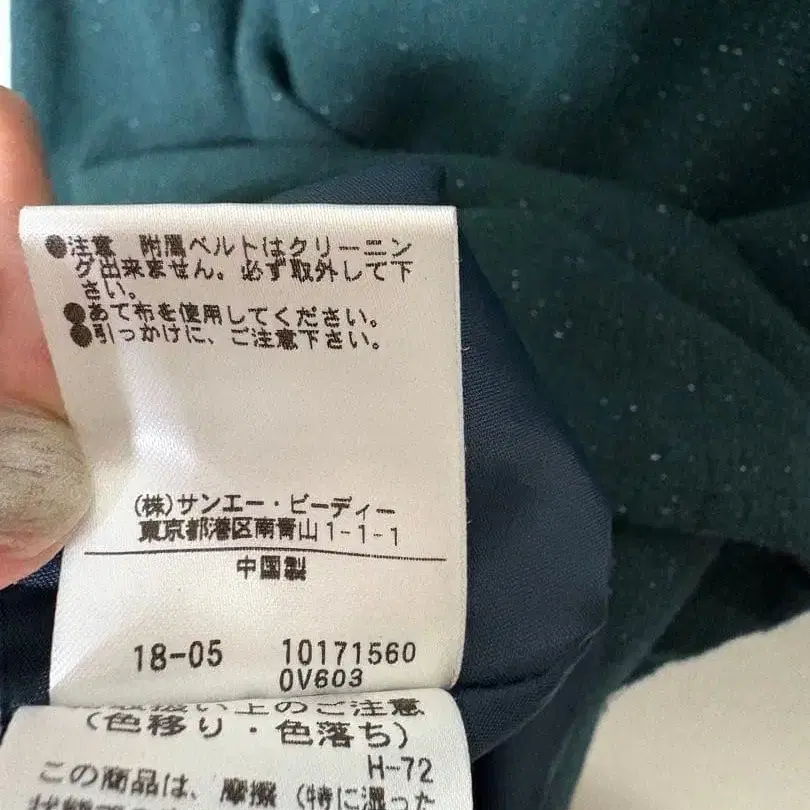 ●注意 附属ベルトはクリーニン
グ出来ません。必ず取外して下
さい。
●あて布を使用してください。
●引っかけに、ご注意下さい。
(株)サンエー・ビーディー
東京都港区南青山1-1-1
中国製
18-05 10171560
0V603
取扱い上のご注意
(色移り・色落ち)
H-72
この商品は、摩擦(特に湿った